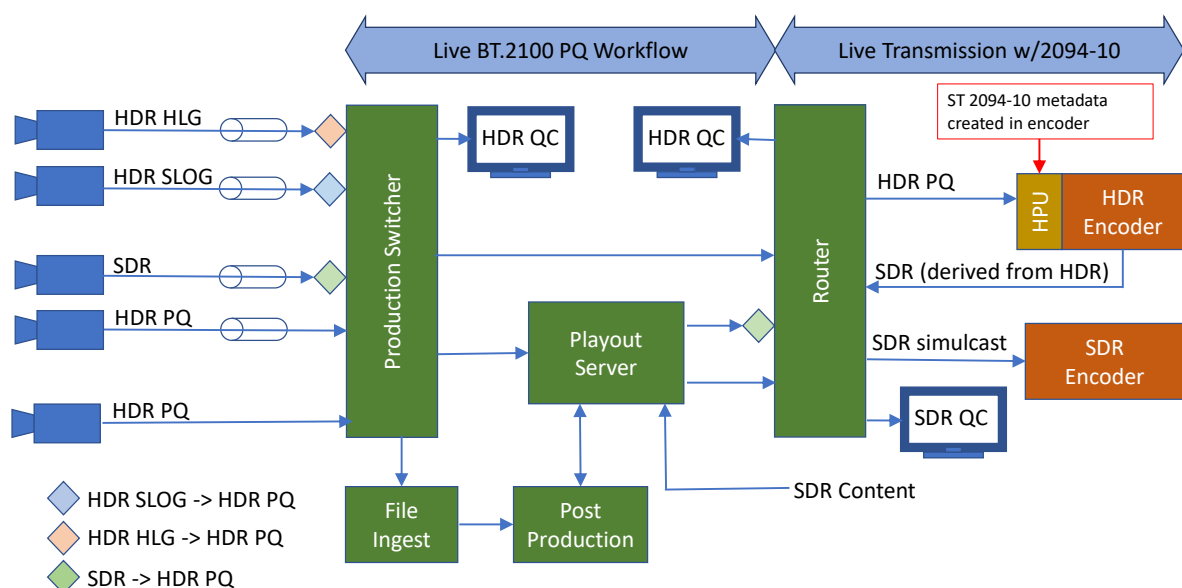 Live BT.2100 PQ Workflow
Live Transmission w/2094-10
ST 2094-10 metadada
created in encoder
HDR HLG
HDR SLOG
SDR
HDR PQ
HDR PQ
Production Switcher
HDR QC
HDR QC
Router
HDR PQ
HPU
HDR
Encoder
SDR (derived from HDR)
Playout
Server
SDR simulcast
SDR
Encoder
SDR QC
SDR Content
File
Ingest
Post
Production
HDR SLOG -> HDR PQ
HDR HLG -> HDR PQ
SDR -> HDR PQ